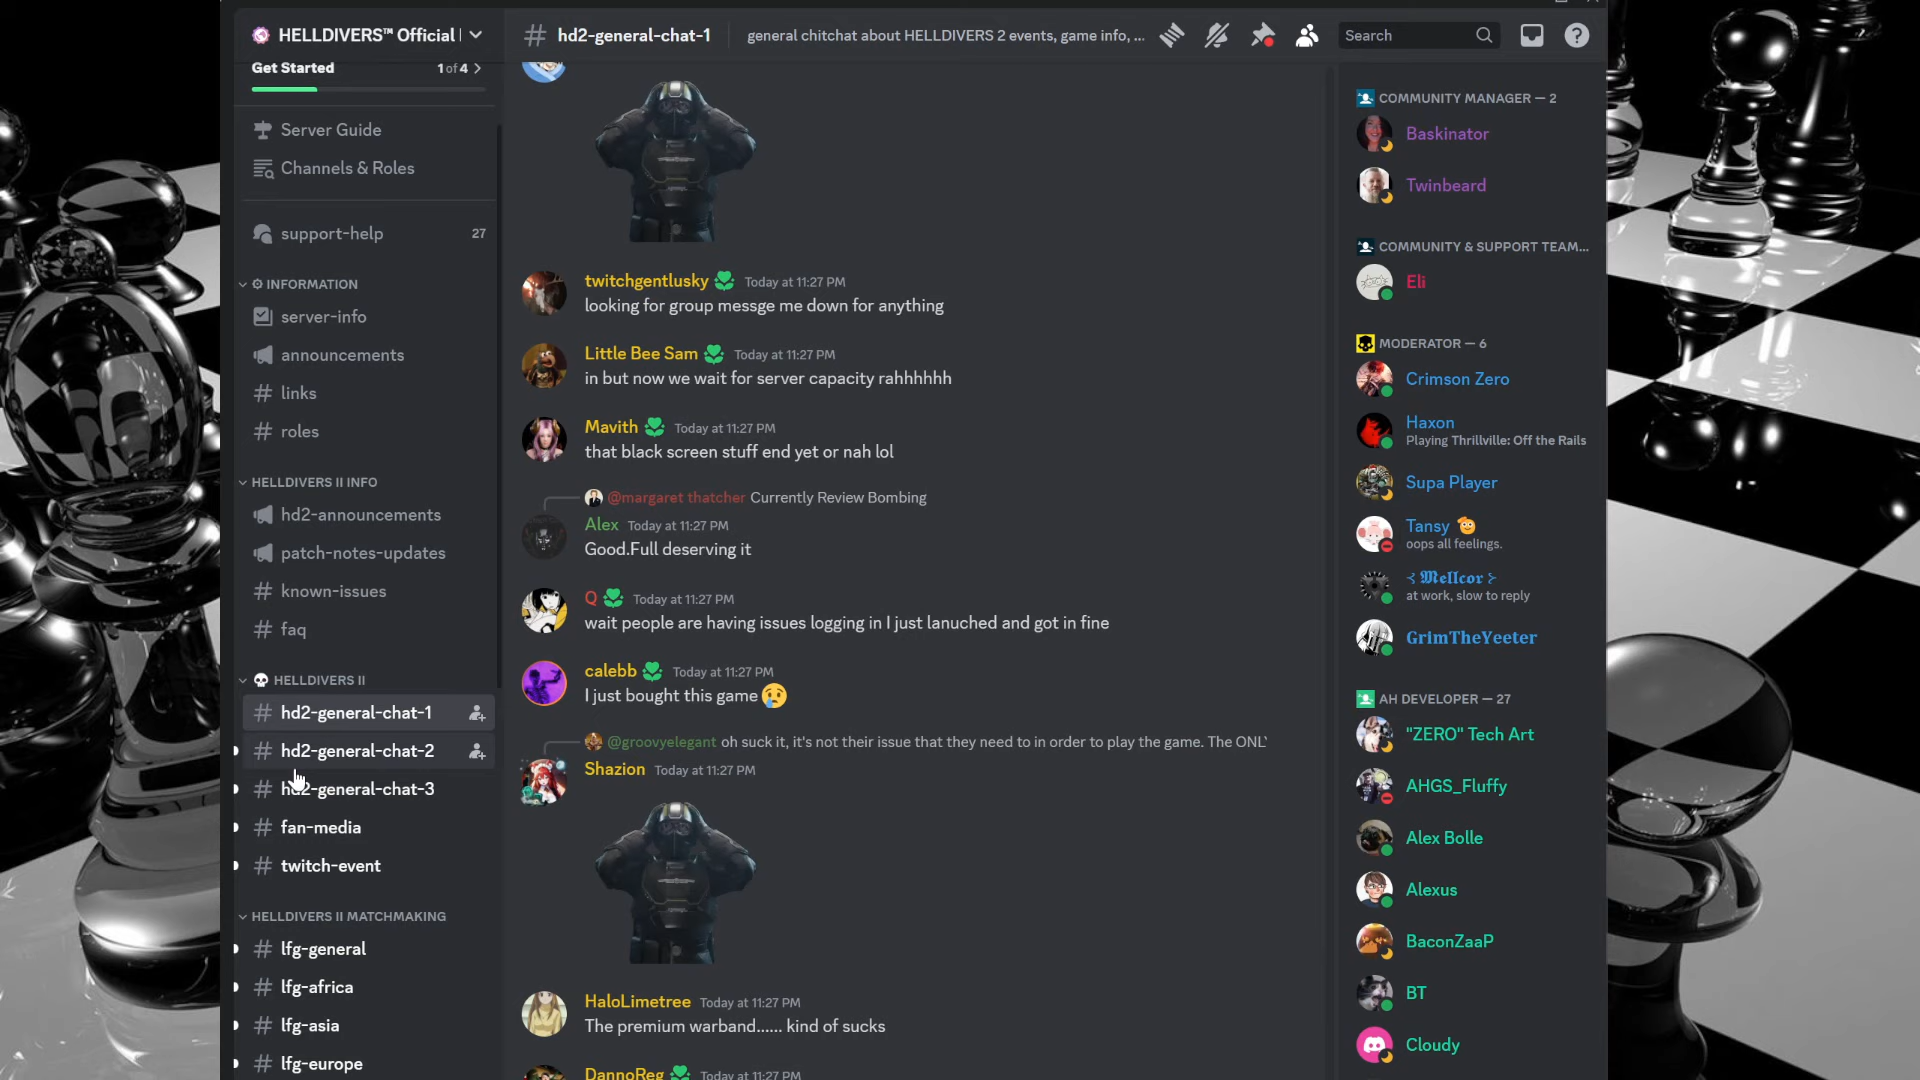 HELLDIVERS™ Official
Get Started
1 of 4
Server Guide
Channels & Roles
support-help
27
INFORMATION
server-info
announcements
links
roles
HELLDIVERS II INFO
hd2-announcements
patch-notes-updates
known-issues
faq
HELLDIVERS II
hd2-general-chat-1
hd2-general-chat-2
hd2-general-chat-3
fan-media
twitch-event
HELLDIVERS II MATCHMAKING
lfg-general
lfg-africa
lfg-asia
lfg-europe
hd2-general-chat-1
general chitchat about HELLDIVERS 2 events, game info, ...
Search
twitchgentlusky Today at 11:27 PM
looking for group messge me down for anything
Little Bee Sam Today at 11:27 PM
in but now we wait for server capacity rahhhhhh
Mavith Today at 11:27 PM
that black screen stuff end yet or nah lol
@margaret thatcher Currently Review Bombing
Alex Today at 11:27 PM
Good.Full deserving it
Q Today at 11:27 PM
wait people are having issues logging in I just lanuched and got in fine
calebb Today at 11:27 PM
I just bought this game 😢
@groovyelegant oh suck it, it's not their issue that they need to in order to play the game. The ONL
Shazion Today at 11:27 PM
HaloLimetree Today at 11:27 PM
The premium warband...... kind of sucks
DannoReg Today at 11:27 PM
COMMUNITY MANAGER — 2
Baskinator
Twinbeard
COMMUNITY & SUPPORT TEAM...
Eli
MODERATOR — 6
Crimson Zero
Haxon
Playing Thrillville: Off the Rails
Supa Player
Tansy
oops all feelings.
⊰ 𝕸𝖊𝖑𝖑𝖈𝖔𝖗 ⊱
at work, slow to reply
GrimTheYeeter
AH DEVELOPER — 27
"ZERO" Tech Art
AHGS_Fluffy
Alex Bolle
Alexus
BaconZaaP
BT
Cloudy